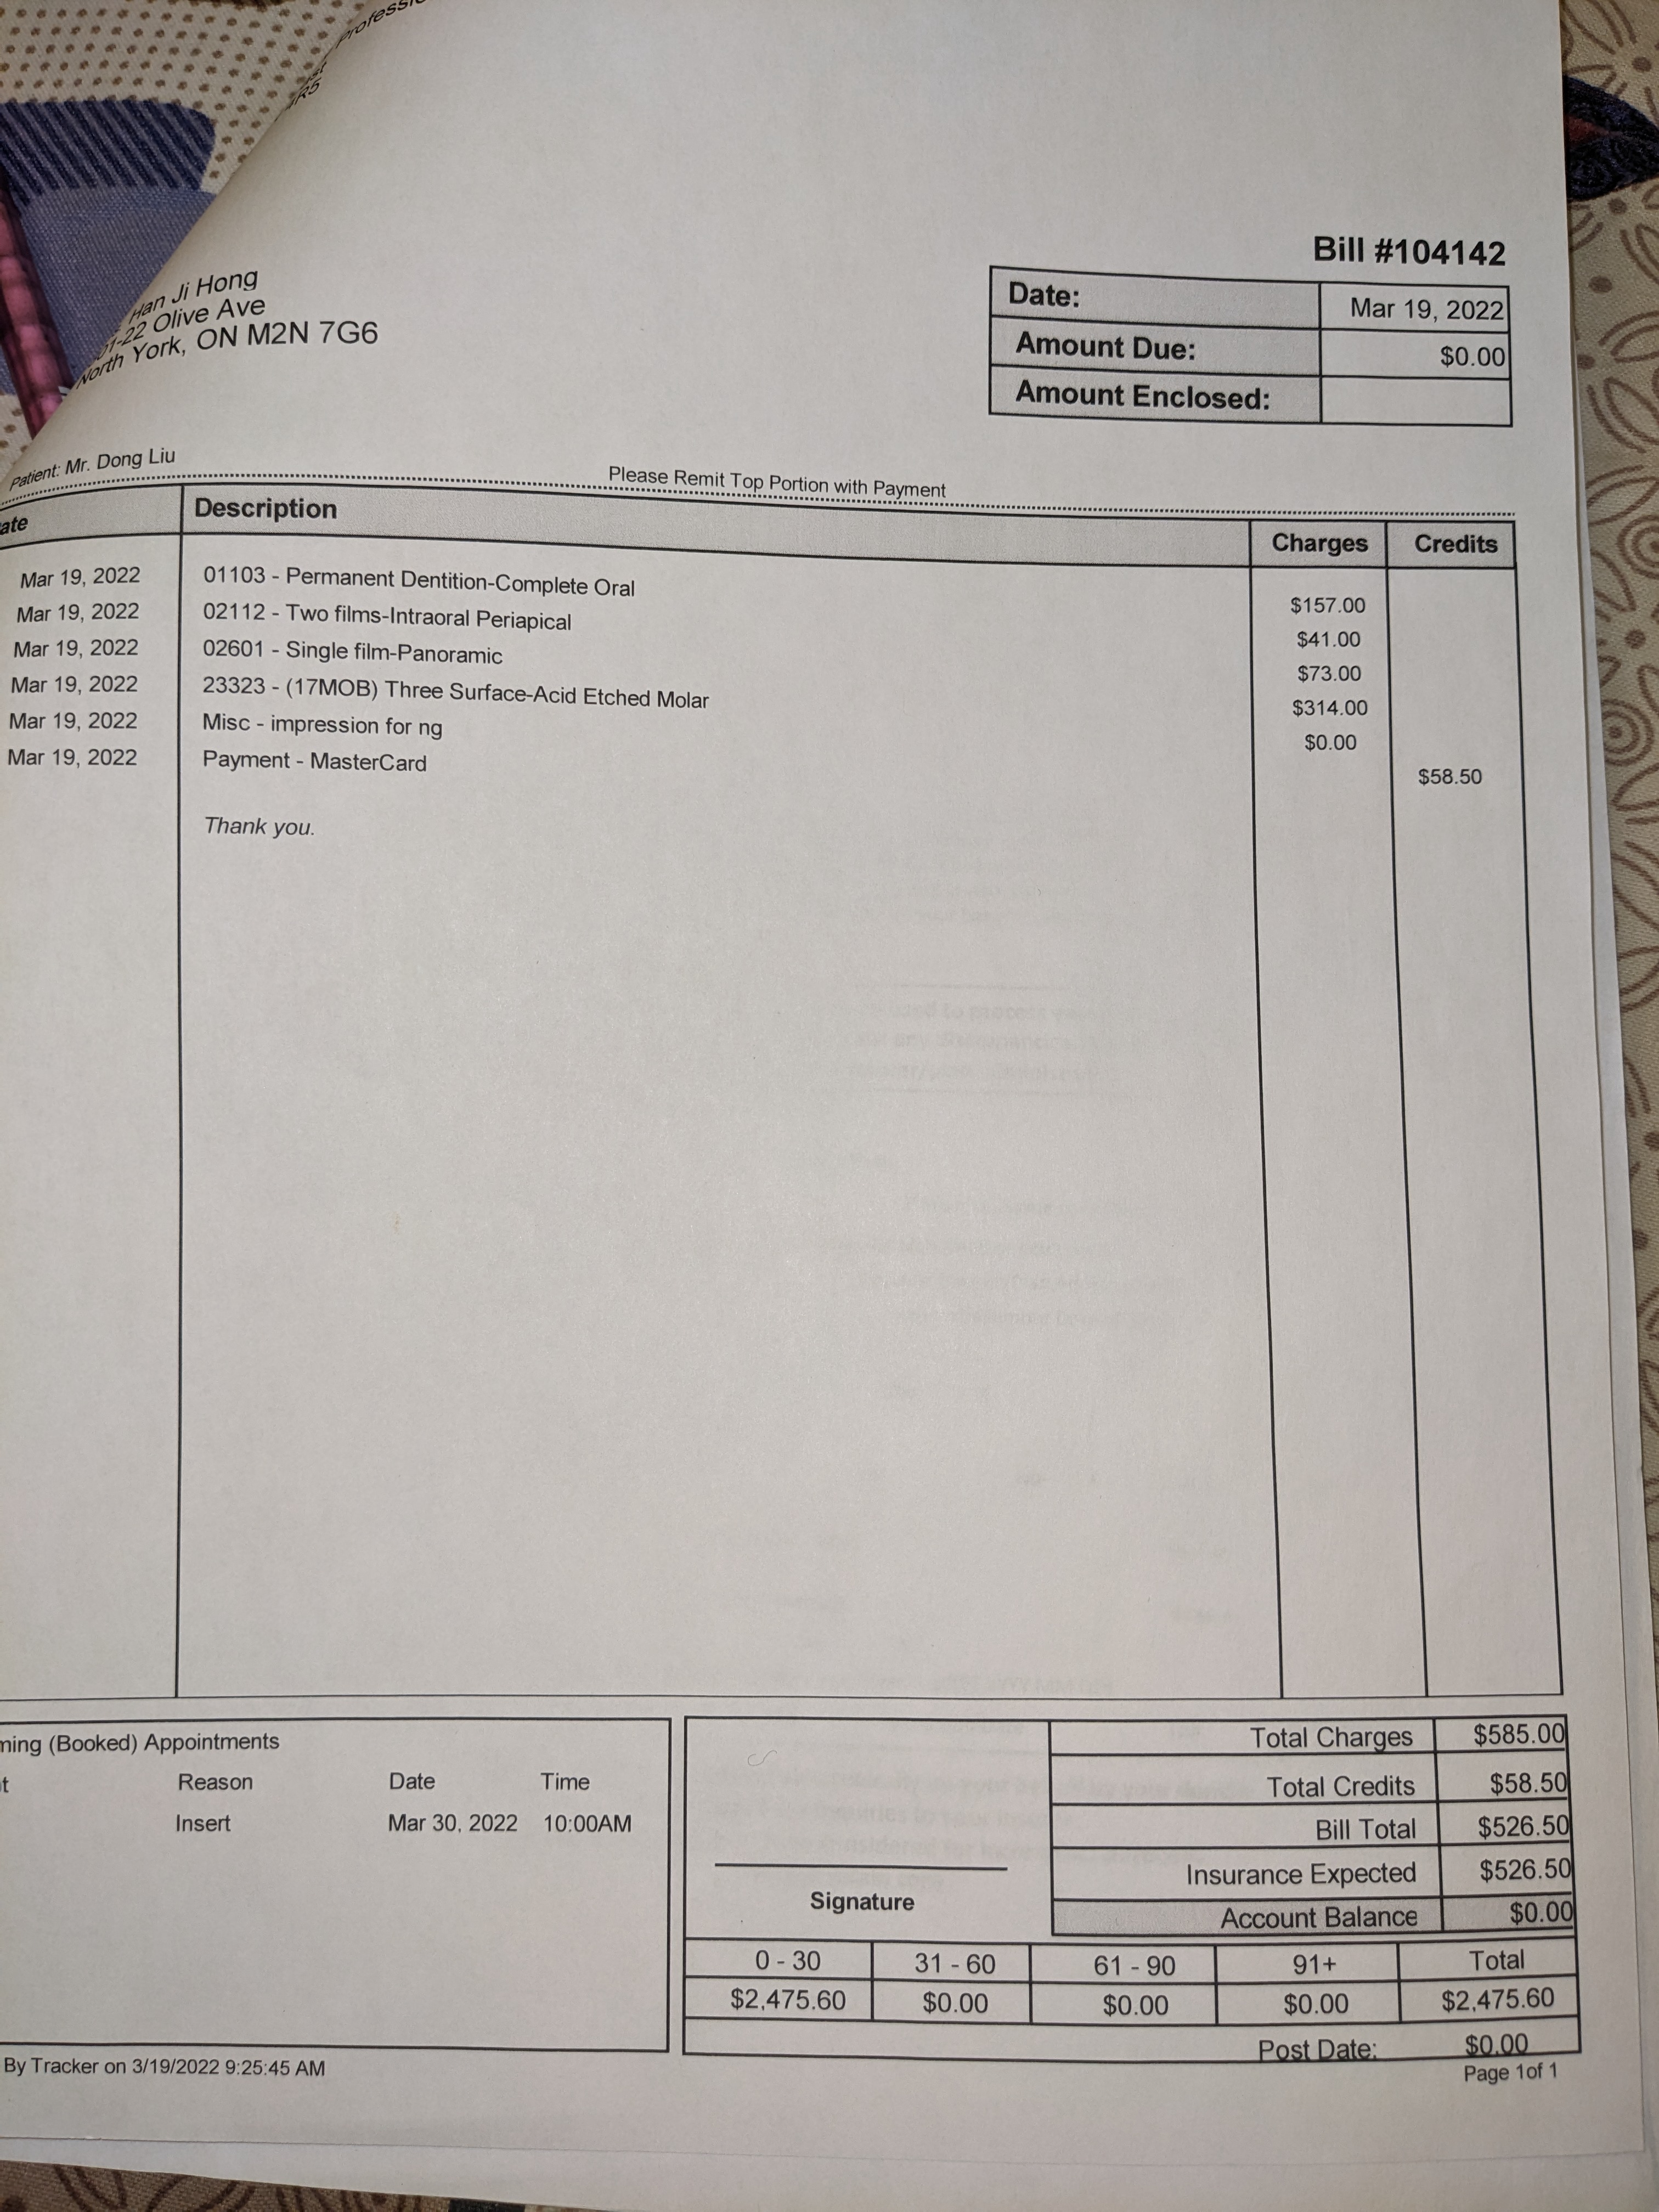 Han Ji Hong
22 Olive Ave
North York, ON M2N 7G6
Bill #104142
Date: Mar 19, 2022
Amount Due: $0.00
Amount Enclosed:
Patient: Mr. Dong Liu
Please Remit Top Portion with Payment
Description Charges Credits
Mar 19, 2022 01103 - Permanent Dentition-Complete Oral $157.00
Mar 19, 2022 02112 - Two films-Intraoral Periapical $41.00
Mar 19, 2022 02601 - Single film-Panoramic $73.00
Mar 19, 2022 23323 - (17MOB) Three Surface-Acid Etched Molar $314.00
Mar 19, 2022 Misc - impression for ng $0.00
Mar 19, 2022 Payment - MasterCard $58.50
Thank you.
(Booked) Appointments
Reason Date Time
Insert Mar 30, 2022 10:00AM
Signature
Total Charges $585.00
Total Credits $58.50
Bill Total $526.50
Insurance Expected $526.50
Account Balance $0.00
0 - 30 31 - 60 61 - 90 91+ Total
$2,475.60 $0.00 $0.00 $0.00 $2,475.60
Post Date: $0.00
By Tracker on 3/19/2022 9:25:45 AM
Page 1of 1